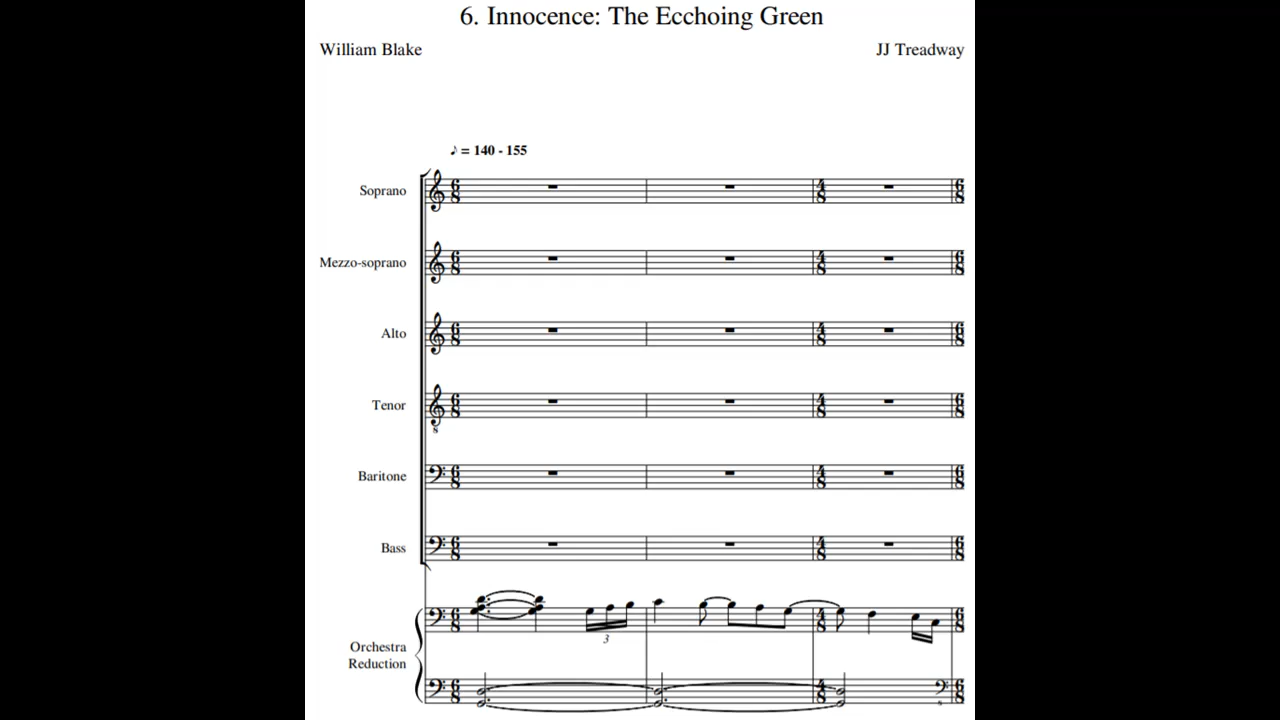 6. Innocence: The Ecchoing Green
William Blake
JJ Treadway
♪ = 140 - 155
Soprano
Mezzo-soprano
Alto
Tenor
Baritone
Bass
Orchestra
Reduction
3